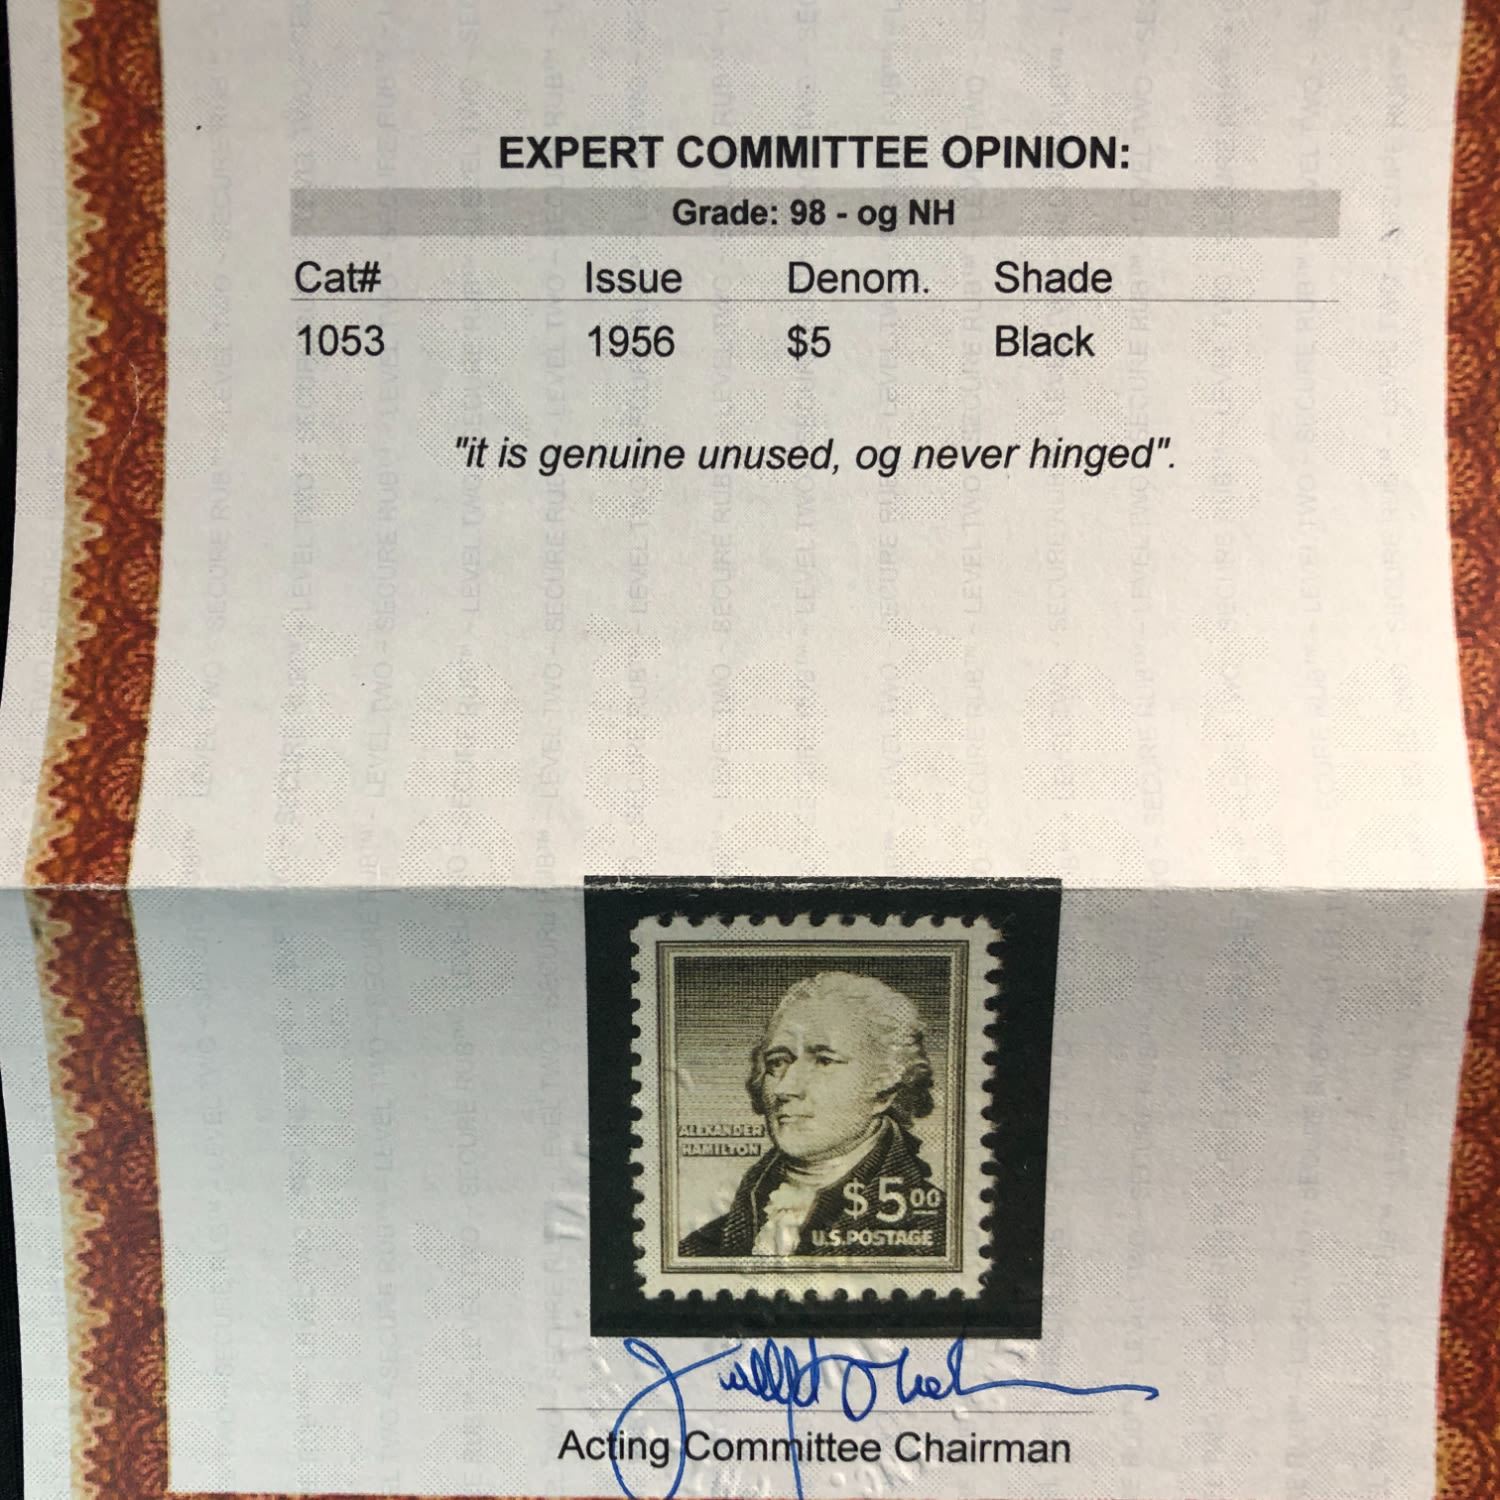 EXPERT COMMITTEE OPINION:
Grade: 98 - og NH
Cat# Issue Denom. Shade
1053 1956 $5 Black
"it is genuine unused, og never hinged".
ALEXANDER
HAMILTON
$5.00
U.S. POSTAGE
Acting Committee Chairman